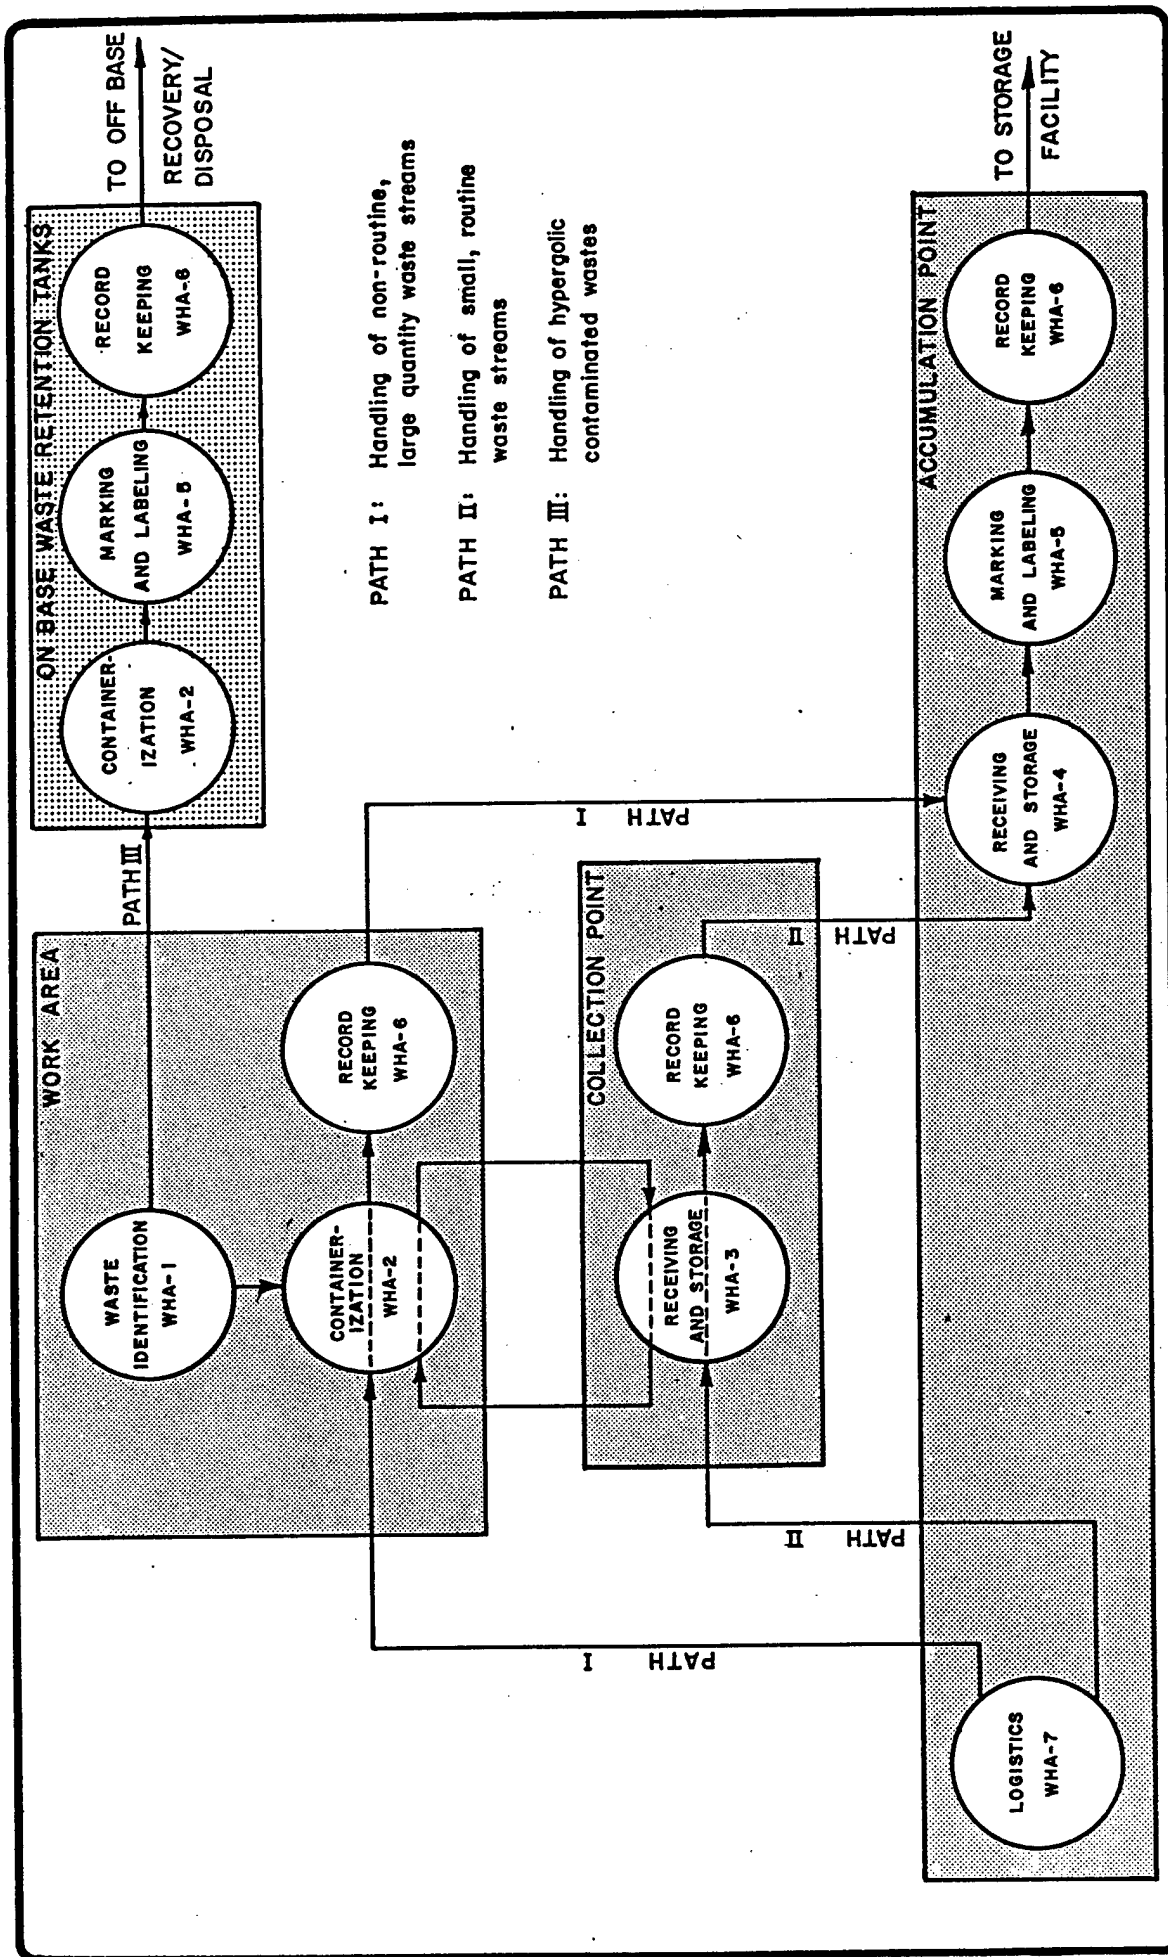 ON BASE WASTE RETENTION TANKS
CONTAINER-
IZATION
WHA-2
MARKING
AND LABELING
WHA-5
RECORD
KEEPING
WHA-6
TO OFF BASE
RECOVERY/
DISPOSAL
WORK AREA
WASTE
IDENTIFICATION
WHA-1
PATH III
CONTAINER-
IZATION
WHA-2
RECORD
KEEPING
WHA-6
PATH I: Handling of non-routine,
large quantity waste streams
PATH II: Handling of small, routine
waste streams
PATH III: Handling of hypergolic
contaminated wastes
PATH I
PATH I
COLLECTION POINT
RECEIVING
AND STORAGE
WHA-3
RECORD
KEEPING
WHA-6
PATH II
PATH II
ACCUMULATION POINT
LOGISTICS
WHA-7
RECEIVING
AND STORAGE
WHA-4
MARKING
AND LABELING
WHA-5
RECORD
KEEPING
WHA-6
TO STORAGE
FACILITY